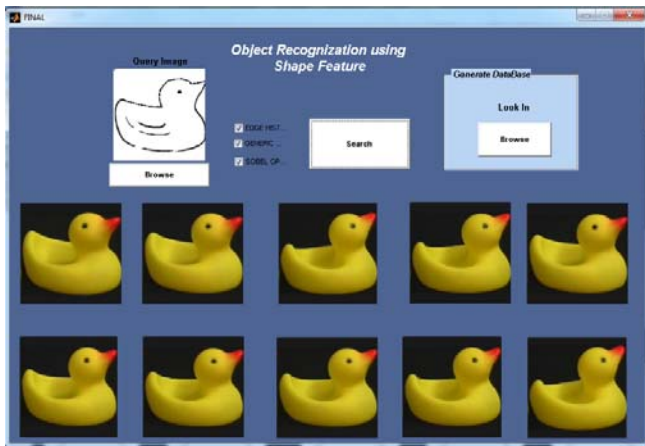 FINAL
Object Recognization using
Shape Feature
Query Image
Generate DataBase
Look In
EDGE HIST...
GENERIC ...
SOBEL OP...
Search
Browse
Browse